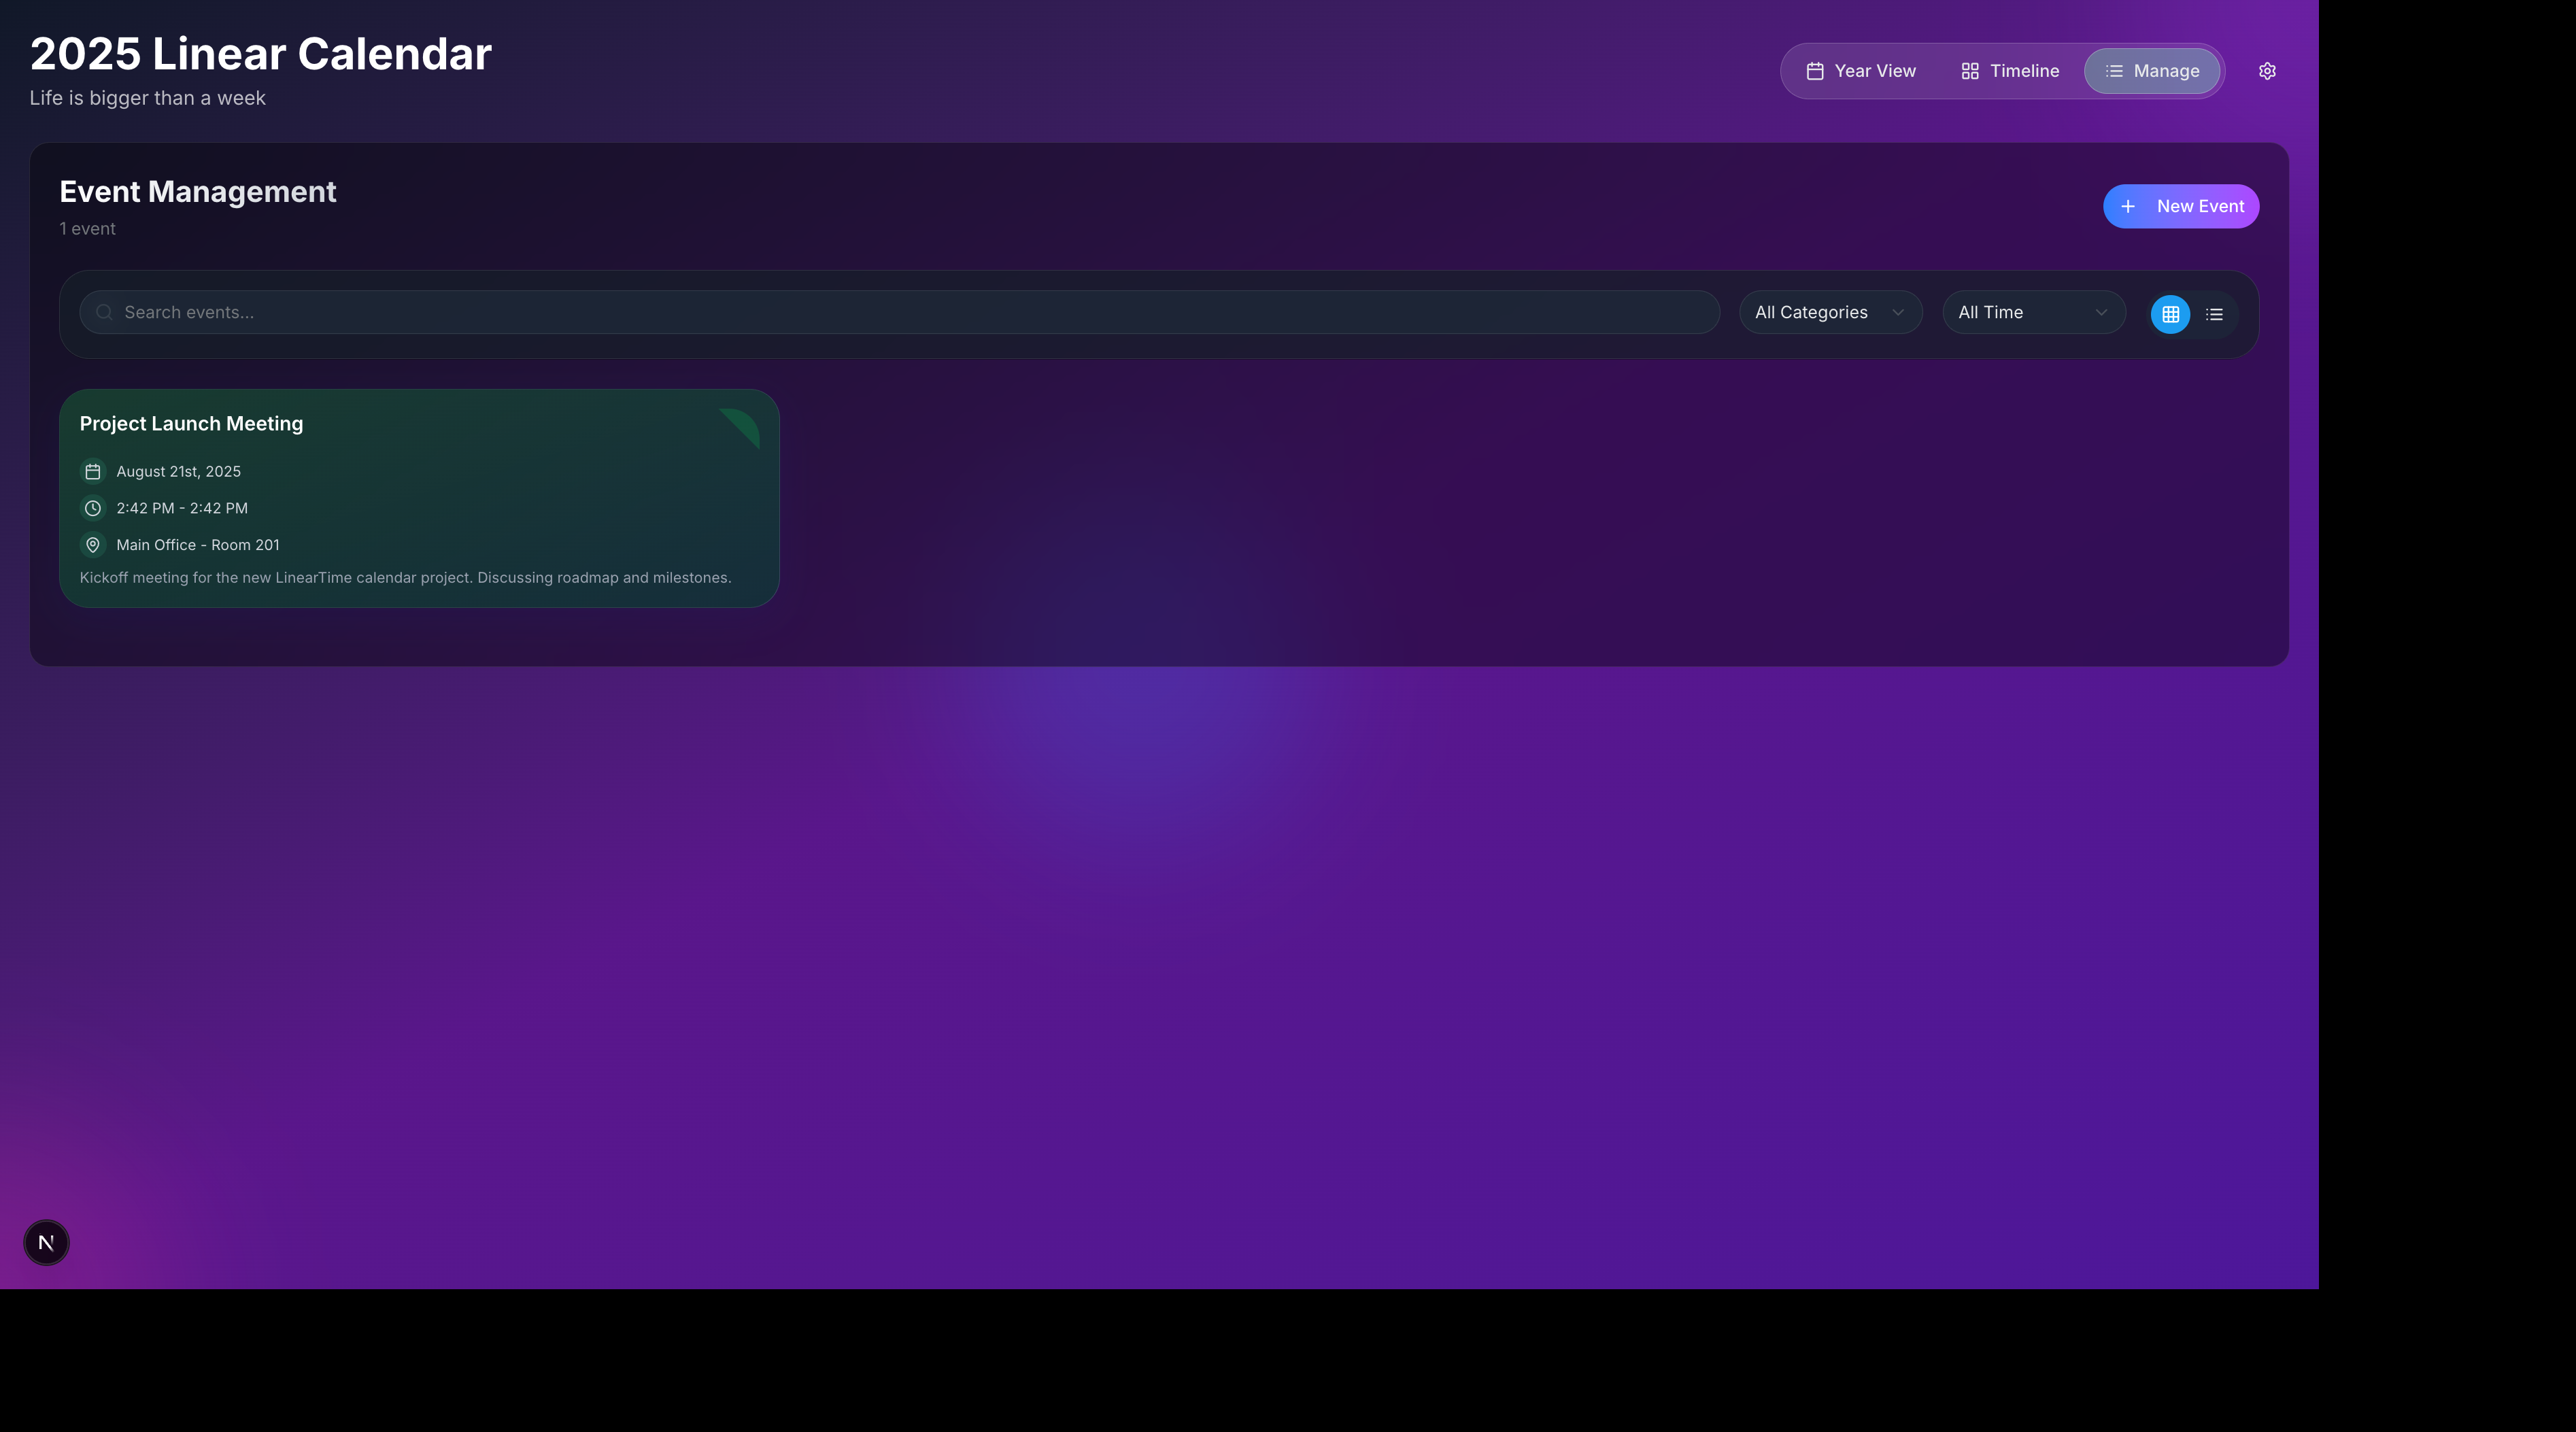 2025 Linear Calendar
Life is bigger than a week
Year View
Timeline
Manage
Event Management
1 event
New Event
Search events...
All Categories
All Time
Project Launch Meeting
August 21st, 2025
2:42 PM - 2:42 PM
Main Office - Room 201
Kickoff meeting for the new LinearTime calendar project. Discussing roadmap and milestones.
N